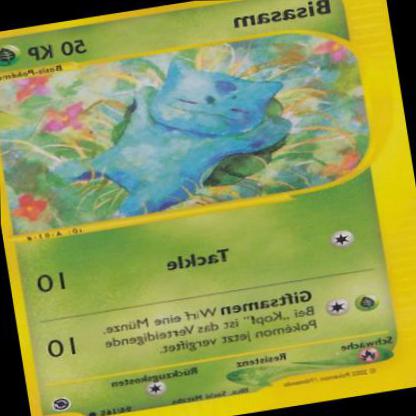 Bisasam
50 KP
Basis-Pokémon
Tackle
10
Giftsamen Wirf eine Münze.
Bei „Kopf" ist das Verteidigende
Pokémon jetzt vergiftet.
10
Schwäche
Resistenz
Rückzugskosten